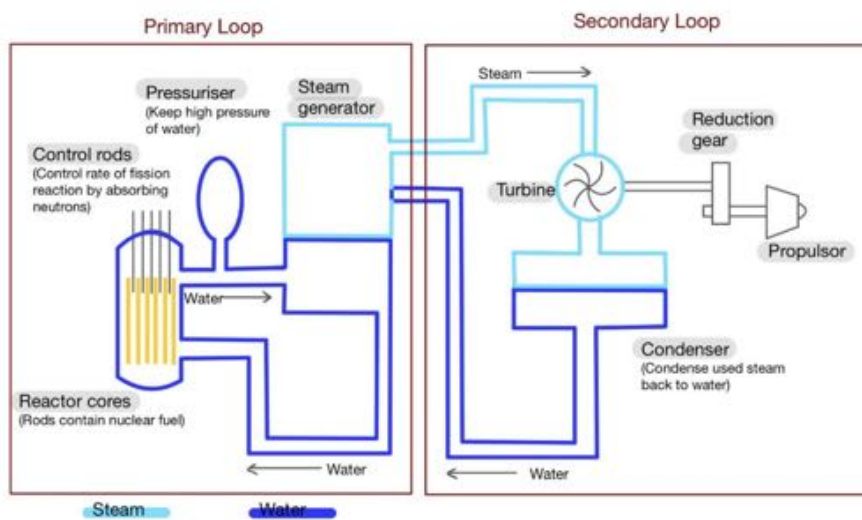 Primary Loop
Secondary Loop
Pressuriser
(Keep high pressure
of water)
Steam
generator
Steam
Control rods
(Control rate of fission
reaction by absorbing
neutrons)
Reduction
gear
Turbine
Propulsor
Water
Condenser
(Condense used steam
back to water)
Reactor cores
(Rods contain nuclear fuel)
Water
Water
Steam
Water